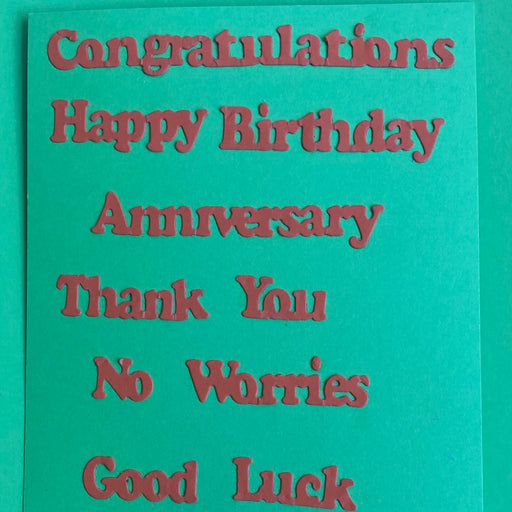 Congratulations
Happy Birthday
Anniversary
Thank You
No Worries
Good Luck